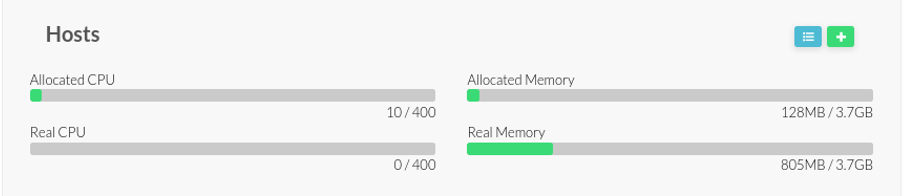 Hosts
Allocated CPU
10 / 400
Real CPU
0 / 400
Allocated Memory
128MB / 3.7GB
Real Memory
805MB / 3.7GB